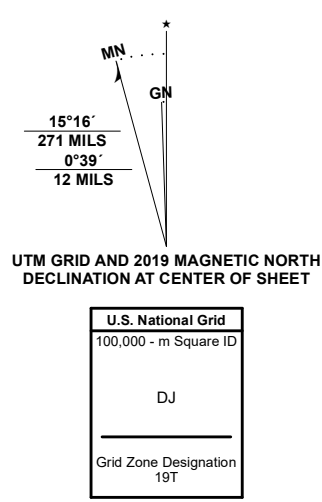 MN
GN
15°16´
271 MILS
0°39´
12 MILS
UTM GRID AND 2019 MAGNETIC NORTH
DECLINATION AT CENTER OF SHEET
U.S. National Grid
100,000 - m Square ID
DJ
Grid Zone Designation
19T